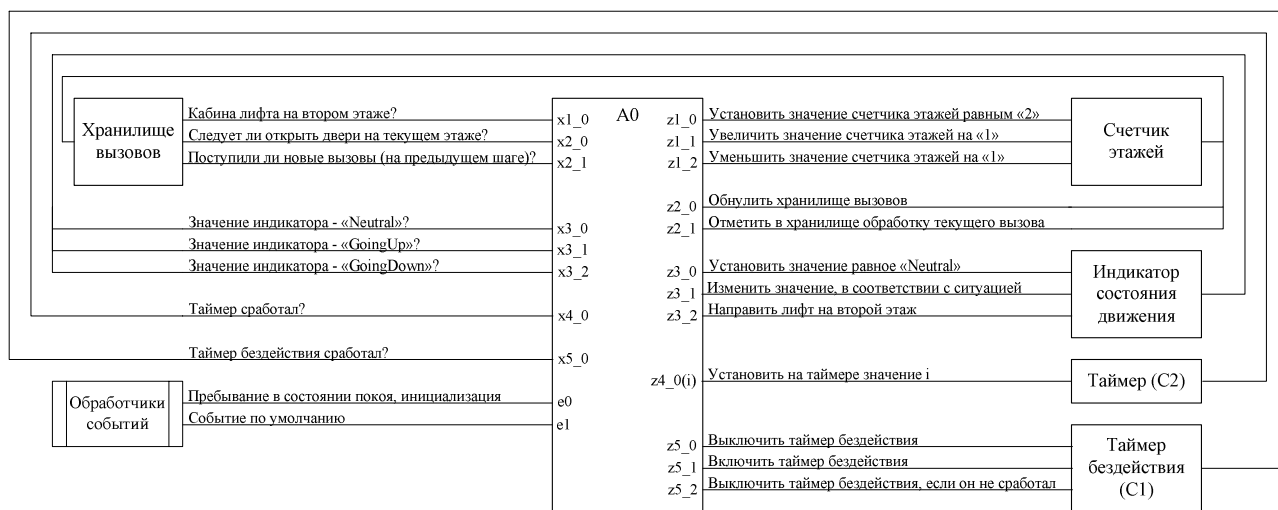 Хранилище
вызовов
Кабина лифта на втором этаже?
Следует ли открыть двери на текущем этаже?
Поступили ли новые вызовы (на предыдущем шаге)?
Значение индикатора - «Neutral»?
Значение индикатора - «GoingUp»?
Значение индикатора - «GoingDown»?
Таймер сработал?
Таймер бездействия сработал?
Обработчики
событий
Пребывание в состоянии покоя, инициализация
Событие по умолчанию
A0
x1_0
x2_0
x2_1
x3_0
x3_1
x3_2
x4_0
x5_0
e0
e1
z1_0
z1_1
z1_2
z2_0
z2_1
z3_0
z3_1
z3_2
z4_0(i)
z5_0
z5_1
z5_2
Установить значение счетчика этажей равным «2»
Увеличить значение счетчика этажей на «1»
Уменьшить значение счетчика этажей на «1»
Обнулить хранилище вызовов
Отметить в хранилище обработку текущего вызова
Установить значение равное «Neutral»
Изменить значение, в соответствии с ситуацией
Направить лифт на второй этаж
Установить на таймере значение i
Выключить таймер бездействия
Включить таймер бездействия
Выключить таймер бездействия, если он не сработал
Счетчик
этажей
Индикатор
состояния
движения
Таймер (C2)
Таймер
бездействия
(C1)